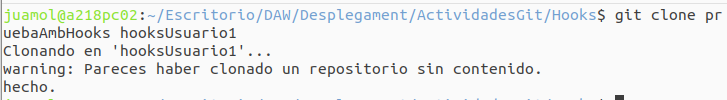 juamol@a218pc02:~/Escritorio/DAW/Desplegament/ActividadesGit/Hooks$ git clone pr
uebaAmbHooks hooksUsuario1
Clonando en 'hooksUsuario1'...
warning: Pareces haber clonado un repositorio sin contenido.
hecho.